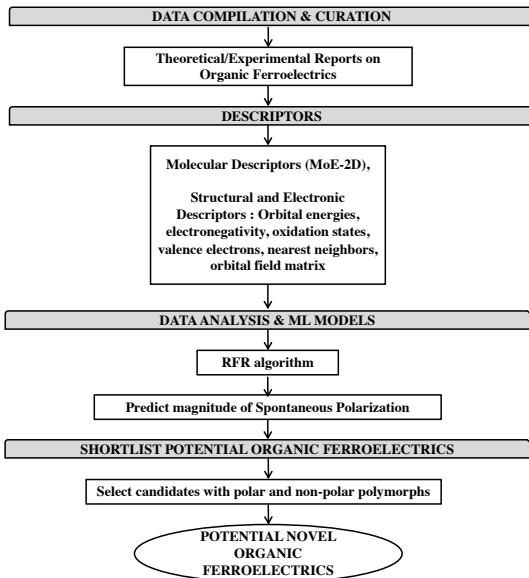 DATA COMPILATION & CURATION
Theoretical/Experimental Reports on
Organic Ferroelectrics
DESCRIPTORS
Molecular Descriptors (MoE-2D),
Structural and Electronic
Descriptors : Orbital energies,
electronegativity, oxidation states,
valence electrons, nearest neighbors,
orbital field matrix
DATA ANALYSIS & ML MODELS
RFR algorithm
Predict magnitude of Spontaneous Polarization
SHORTLIST POTENTIAL ORGANIC FERROELECTRICS
Select candidates with polar and non-polar polymorphs
POTENTIAL NOVEL
ORGANIC
FERROELECTRICS